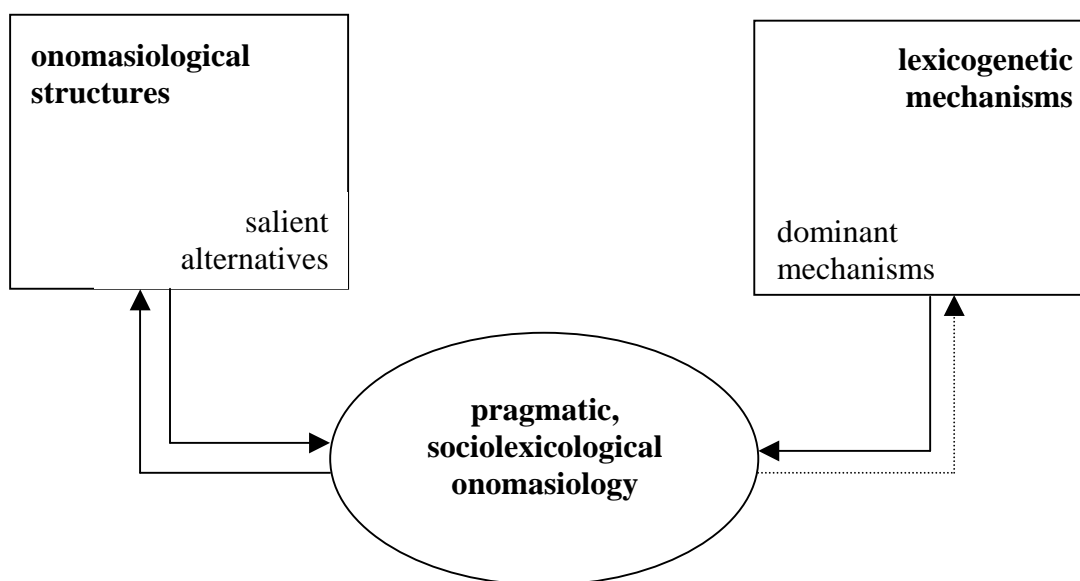 onomasiological
structures
salient
alternatives
lexicogenetic
mechanisms
dominant
mechanisms
pragmatic,
sociolexicological
onomasiology